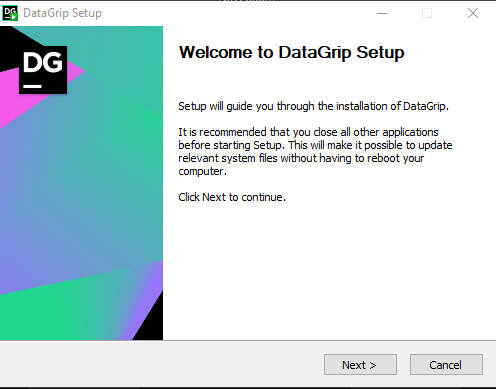 DG DataGrip Setup
DG
Welcome to DataGrip Setup
Setup will guide you through the installation of DataGrip.
It is recommended that you close all other applications
before starting Setup. This will make it possible to update
relevant system files without having to reboot your
computer.
Click Next to continue.
Next > Cancel